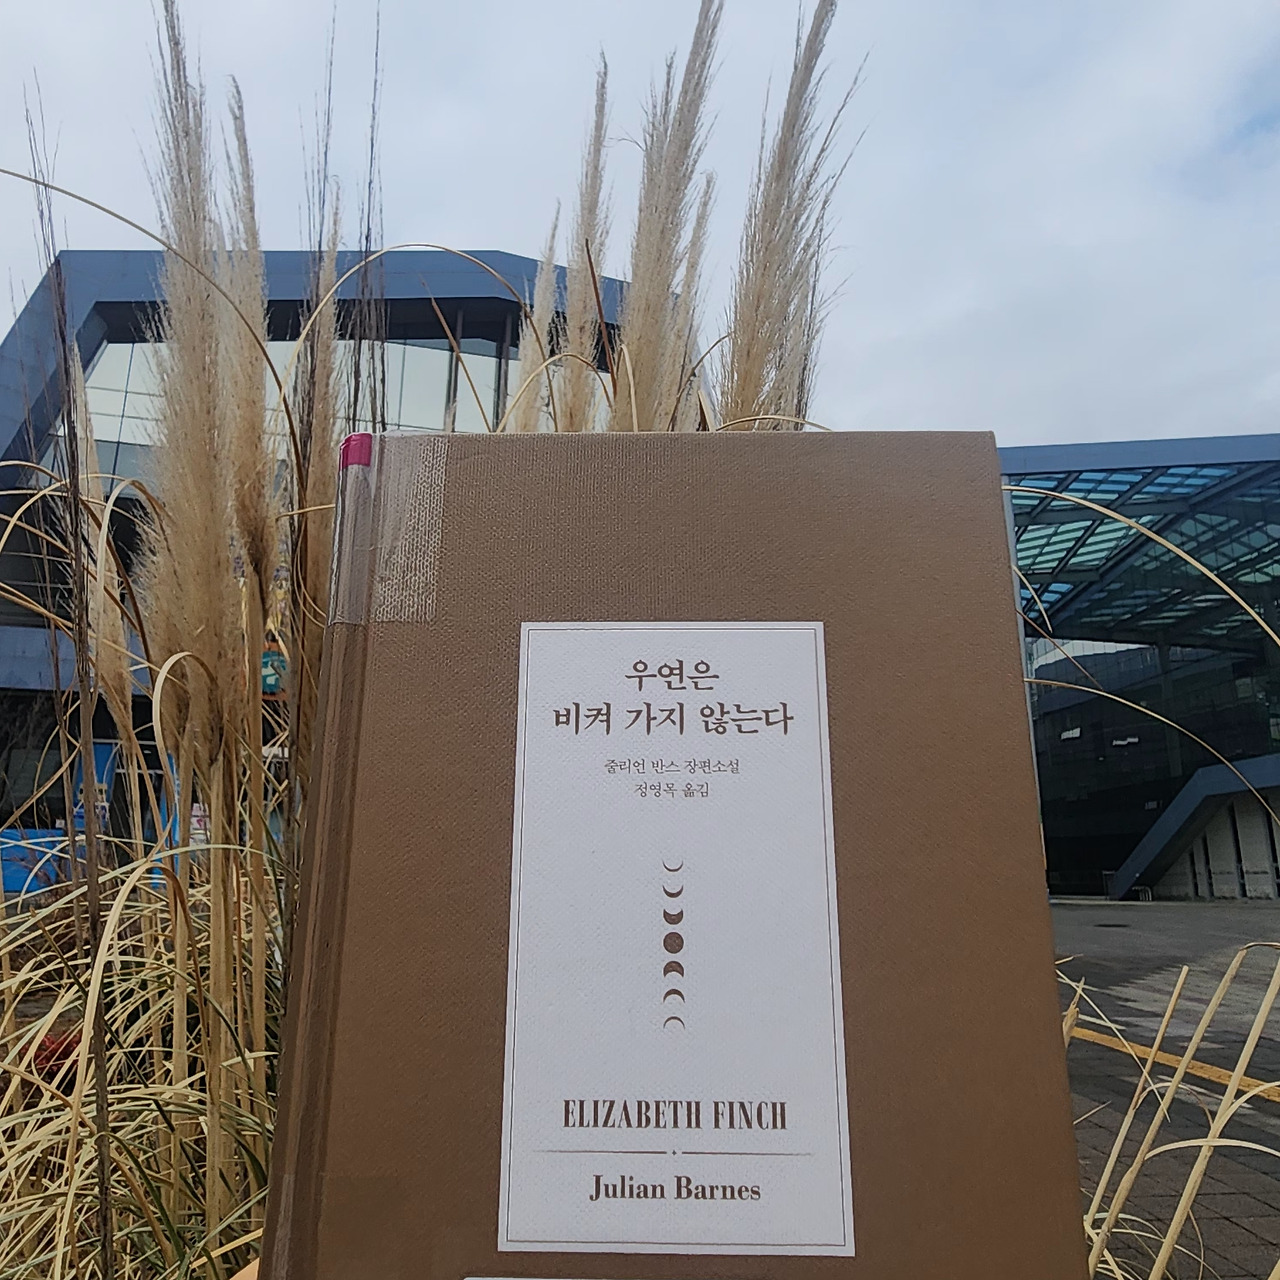 우연은
비켜 가지 않는다
줄리언 반스 장편소설
정영목 옮김
ELIZABETH FINCH
Julian Barnes